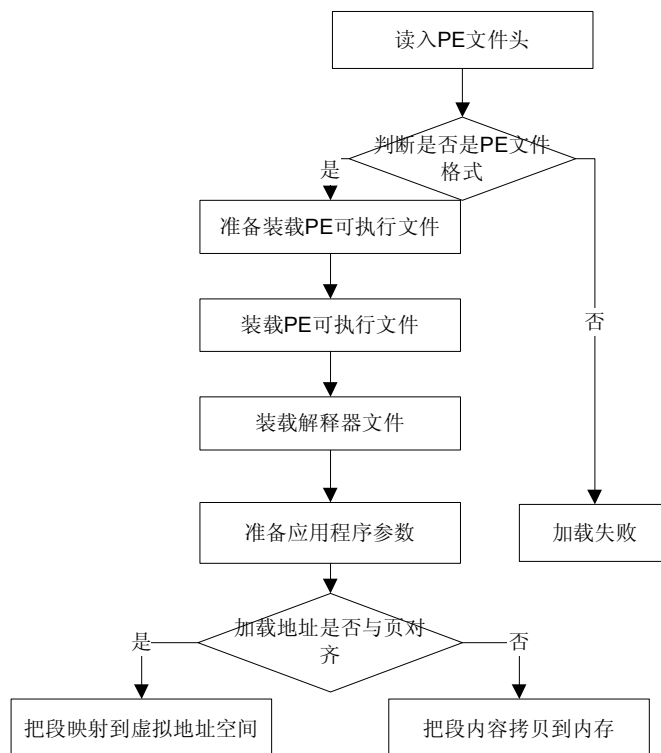 读入PE文件头
判断是否是PE文件
格式
是
准备装载PE可执行文件
装载PE可执行文件
否
装载解释器文件
准备应用程序参数
加载失败
加载地址是否与页对
齐
是
否
把段映射到虚拟地址空间
把段内容拷贝到内存